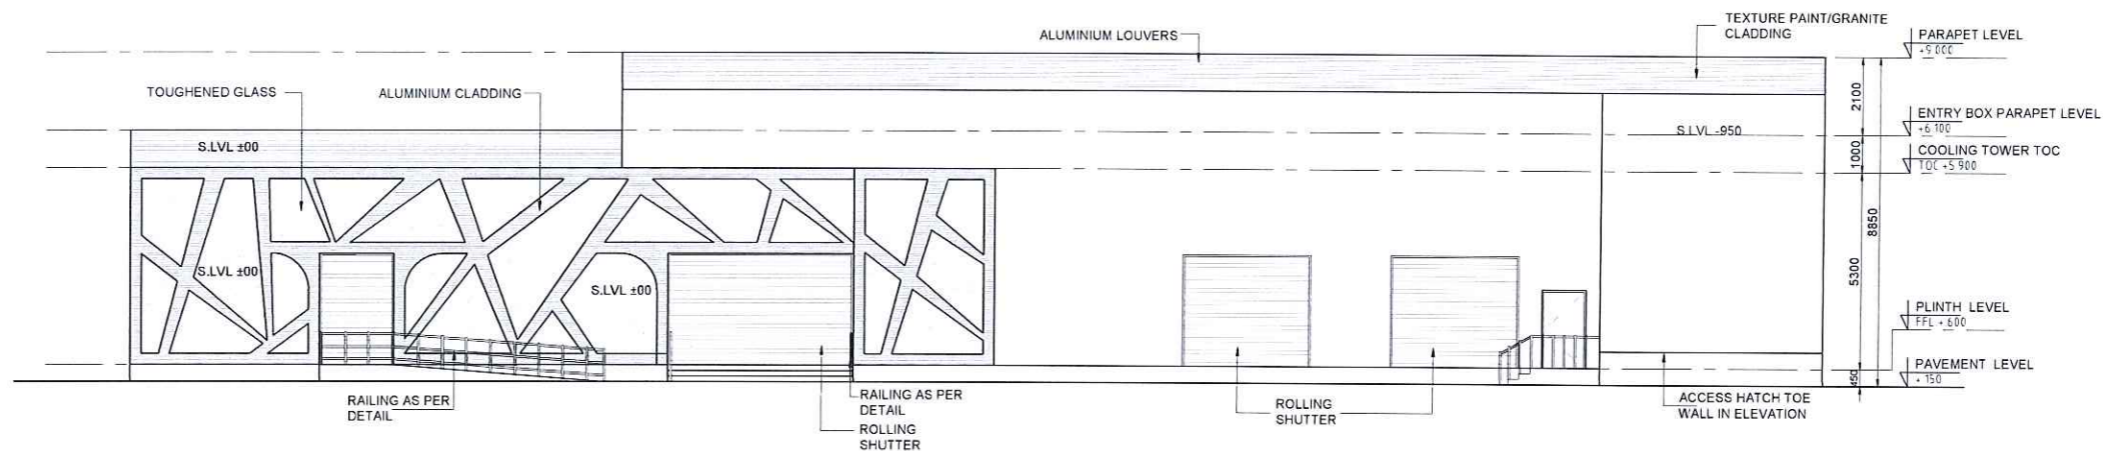 TEXTURE PAINT/GRANITE
CLADDING
ALUMINIUM LOUVERS
PARAPET LEVEL
+9.000
TOUGHENED GLASS
ALUMINIUM CLADDING
2100
ENTRY BOX PARAPET LEVEL
+6.100
S.LVL -950
S.LVL ±00
1000
COOLING TOWER TOC
TOC +5.900
8850
S.LVL ±00
5300
S.LVL ±00
PLINTH LEVEL
FFL +.600
PAVEMENT LEVEL
+.150
450
RAILING AS PER
DETAIL
RAILING AS PER
DETAIL
ROLLING
SHUTTER
ROLLING
SHUTTER
ACCESS HATCH TOE
WALL IN ELEVATION